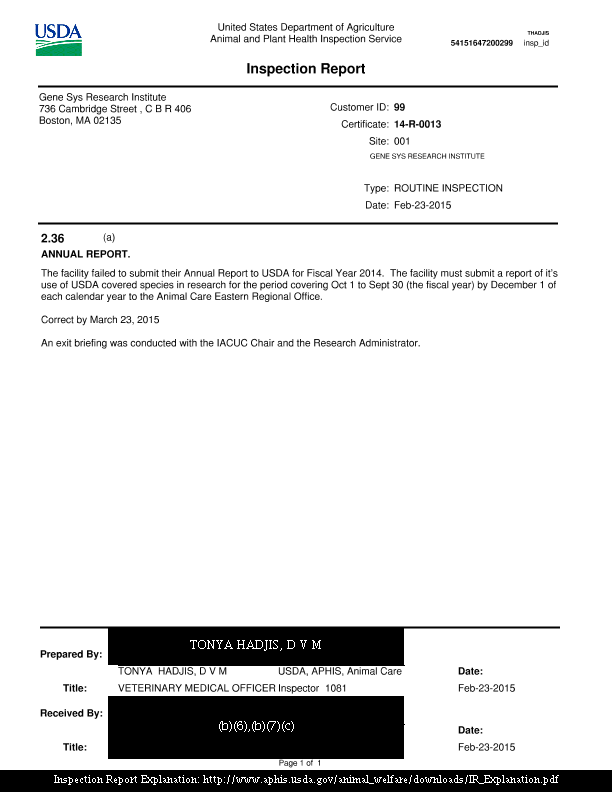 USDA
United States Department of Agriculture
Animal and Plant Health Inspection Service
THADJIS
54151647200299 insp_id
Inspection Report
Gene Sys Research Institute
736 Cambridge Street , C B R 406
Boston, MA 02135
Customer ID: 99
Certificate: 14-R-0013
Site: 001
GENE SYS RESEARCH INSTITUTE
Type: ROUTINE INSPECTION
Date: Feb-23-2015
2.36 (a)
ANNUAL REPORT.
The facility failed to submit their Annual Report to USDA for Fiscal Year 2014. The facility must submit a report of it's
use of USDA covered species in research for the period covering Oct 1 to Sept 30 (the fiscal year) by December 1 of
each calendar year to the Animal Care Eastern Regional Office.
Correct by March 23, 2015
An exit briefing was conducted with the IACUC Chair and the Research Administrator.
TONYA HADJIS, D V M
Prepared By:
TONYA HADJIS, D V M USDA, APHIS, Animal Care Date:
Title: VETERINARY MEDICAL OFFICER Inspector 1081 Feb-23-2015
Received By:
(b)(6),(b)(7)(c)
Date:
Title: Feb-23-2015
Page 1 of 1
Inspection Report Explanation: http://www.aphis.usda.gov/animal_welfare/downloads/IR_Explanation.pdf